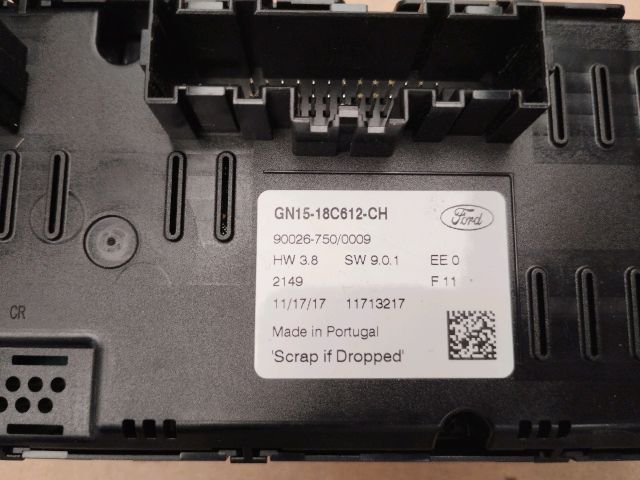 GN15-18C612-CH
Ford
90026-750/0009
HW 3.8 SW 9.0.1 EE 0
2149 F 11
11/17/17 11713217
Made in Portugal
'Scrap if Dropped'
CR